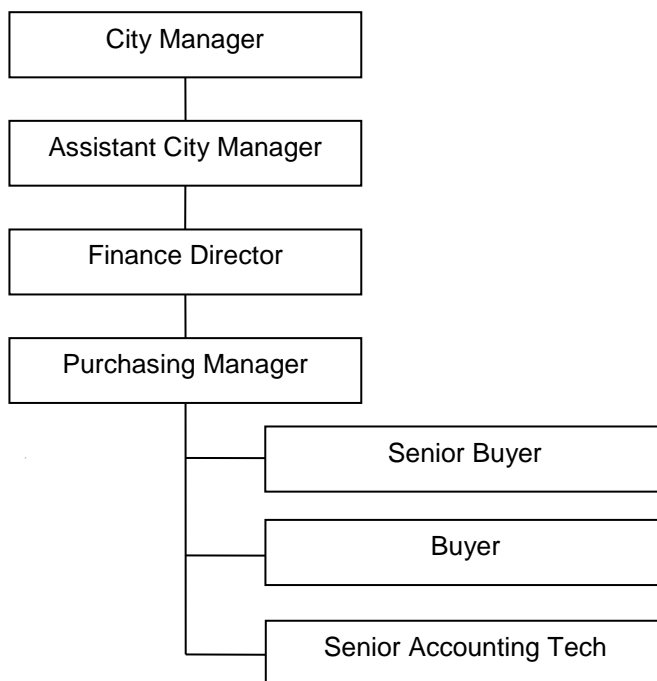 City Manager
Assistant City Manager
Finance Director
Purchasing Manager
Senior Buyer
Buyer
Senior Accounting Tech